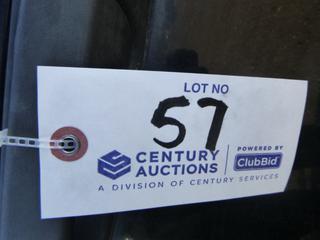 LOT NO
57
CENTURY AUCTIONS
POWERED BY
ClubBid
A DIVISION OF CENTURY SERVICES